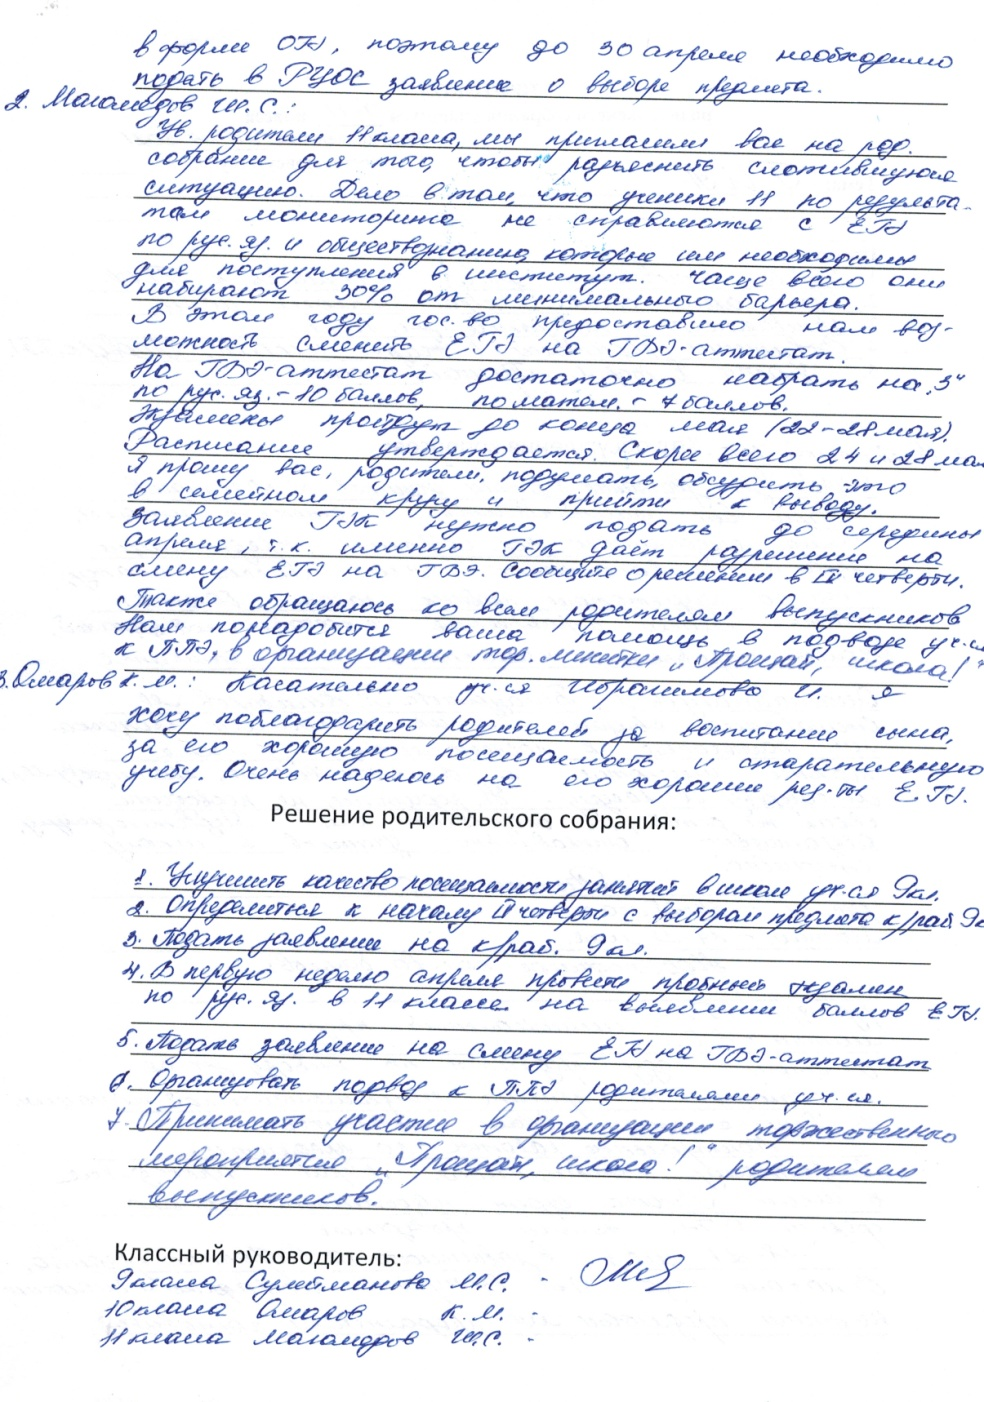 в форме ОГЭ, поэтому до 30 апреля необходимо
подать в РУОС заявление о выборе предмета.
2. Магомедов Ш.С.:
Ув. родители 11 класса, мы пригласили вас на род.
собрание для того, чтобы разъяснить сложившуюся
ситуацию. Дело в том, что ученики 11 по результа-
там мониторинга не справляются с ЕГЭ
по рус. яз. и обществознанию, которые им необходимы
для поступления в институт. Чаще всего они
набирают 30% от минимального барьера.
В этом году гос-во предоставило нам воз-
можность сменить ЕГЭ на ГВЭ-аттестат.
На ГВЭ-аттестат достаточно набрать на „3"
по рус. яз. - 10 баллов, по матем. - 7 баллов.
Экзамены пройдут до конца мая (22-28 мая).
Расписание утверждается. Скорее всего 24 и 28 мая
Я прошу вас, родители, подумать, обсудить это
в семейном кругу и прийти к выводу.
Заявление ГЭК нужно подать до середины
апреля, т.к. именно ГЭК даёт разрешение на
смену ЕГЭ на ГВЭ. Сообщите о решении в IV четверти.
Также обращаюсь ко всем родителям выпускников
Нам понадобится ваша помощь в подвозе уч-ся
к ППЭ, в организации тор. линейки „Прощай, школа!"
3. Омаров К.М.: Касательно уч-ся Ибрагимова И. я
хочу поблагодарить родителей за воспитание сына,
за его хорошую посещаемость и старательную
учебу. Очень надеюсь на его хорошие рез-ты ЕГЭ.
Решение родительского собрания:
1. Улучшить качество посещаемости занятий в школе уч-ся 9 кл.
2. Определиться к началу IV четверти с выбором предмета к/раб. 9 кл
3. Подать заявление на к/раб. 9 кл.
4. В первую неделю апреля провести пробный экзамен
по рус. яз. в 11 классе на выявлении баллов ЕГЭ.
5. Подать заявление на смену ЕГЭ на ГВЭ-аттестат
6. Организовать подвоз к ППЭ родителями уч-ся.
7. Принимать участие в организации торжественного
мероприятия „Прощай, школа!" родителям
выпускников.
Классный руководитель:
9 класса Сулейманова М.С. -
10 класса Омаров К.М. -
11 класса Магомедов Ш.С. -